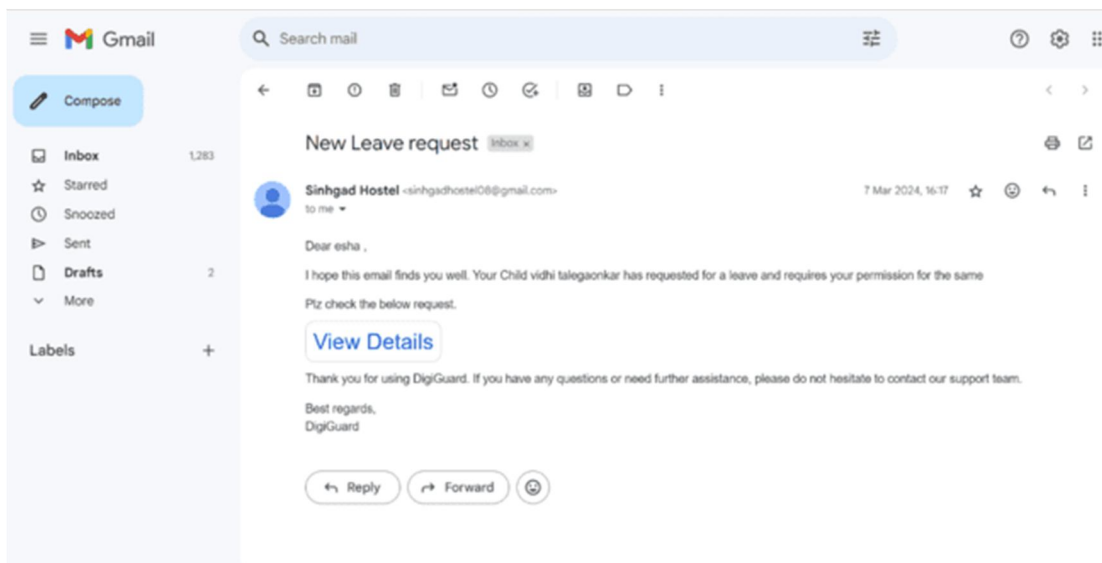 Gmail
Search mail
Compose
Inbox 1,283
Starred
Snoozed
Sent
Drafts 2
More
Labels +
New Leave request Inbox x
Sinhgad Hostel <sinhgadhostel08@gmail.com> 7 Mar 2024, 16:17
to me
Dear esha ,
I hope this email finds you well. Your Child vidhi talegaonkar has requested for a leave and requires your permission for the same
Plz check the below request.
View Details
Thank you for using DigiGuard. If you have any questions or need further assistance, please do not hesitate to contact our support team.
Best regards,
DigiGuard
Reply Forward